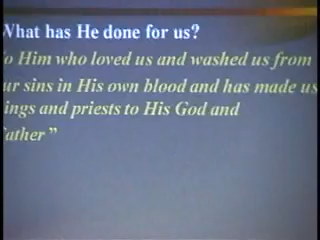 What has He done for us?
o Him who loved us and washed us from
ur sins in His own blood and has made us
ings and priests to His God and
ather ”